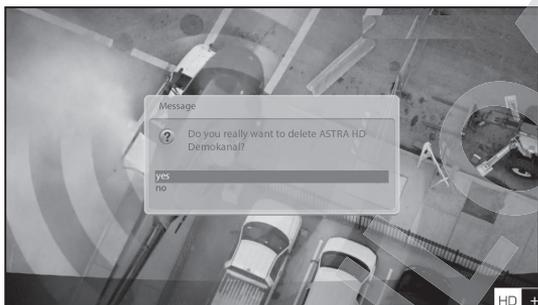 Message
Do you really want to delete ASTRA HD
Demokanal?
yes
no
HD +